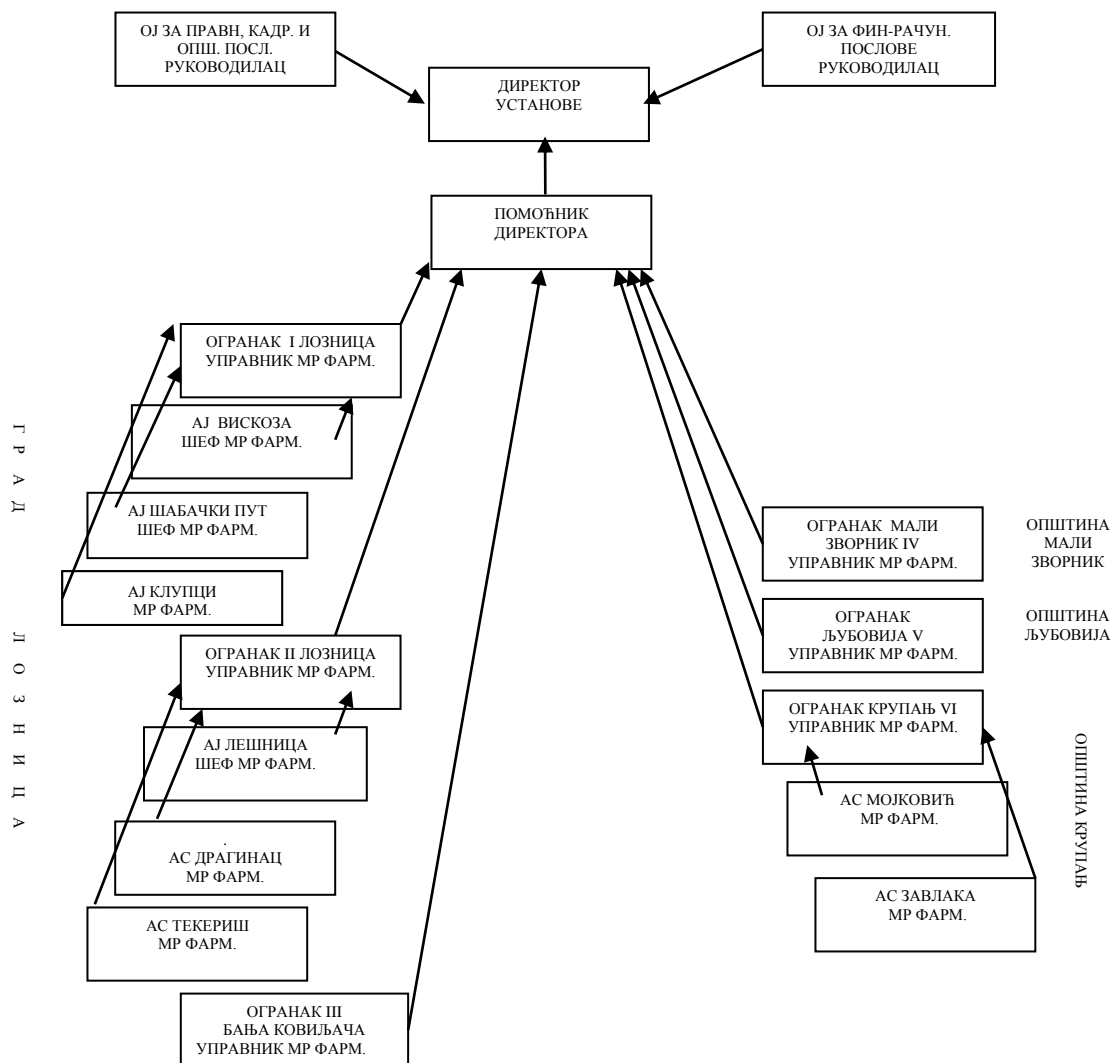 ОЈ ЗА ПРАВН, КАДР. И
ОПШ. ПОСЛ.
РУКОВОДИЛАЦ
ОЈ ЗА ФИН-РАЧУН.
ПОСЛОВЕ
РУКОВОДИЛАЦ
ДИРЕКТОР
УСТАНОВЕ
ПОМОЋНИК
ДИРЕКТОРА
ГРАД ЛОЗНИЦА
ОГРАНАК I ЛОЗНИЦА
УПРАВНИК МР ФАРМ.
АЈ ВИСКОЗА
ШЕФ МР ФАРМ.
АЈ ШАБАЧКИ ПУТ
ШЕФ МР ФАРМ.
АЈ КЛУПЦИ
МР ФАРМ.
ОГРАНАК II ЛОЗНИЦА
УПРАВНИК МР ФАРМ.
АЈ ЛЕШНИЦА
ШЕФ МР ФАРМ.
.
АС ДРАГИНАЦ
МР ФАРМ.
АС ТЕКЕРИШ
МР ФАРМ.
ОГРАНАК III
БАЊА КОВИЉАЧА
УПРАВНИК МР ФАРМ.
ОГРАНАК МАЛИ
ЗВОРНИК IV
УПРАВНИК МР ФАРМ.
ОПШТИНА
МАЛИ
ЗВОРНИК
ОГРАНАК
ЉУБОВИЈА V
УПРАВНИК МР ФАРМ.
ОПШТИНА
ЉУБОВИЈА
ОГРАНАК КРУПАЊ VI
УПРАВНИК МР ФАРМ.
АС МОЈКОВИЋ
МР ФАРМ.
АС ЗАВЛАКА
МР ФАРМ.
ОПШТИНА КРУПАЊ